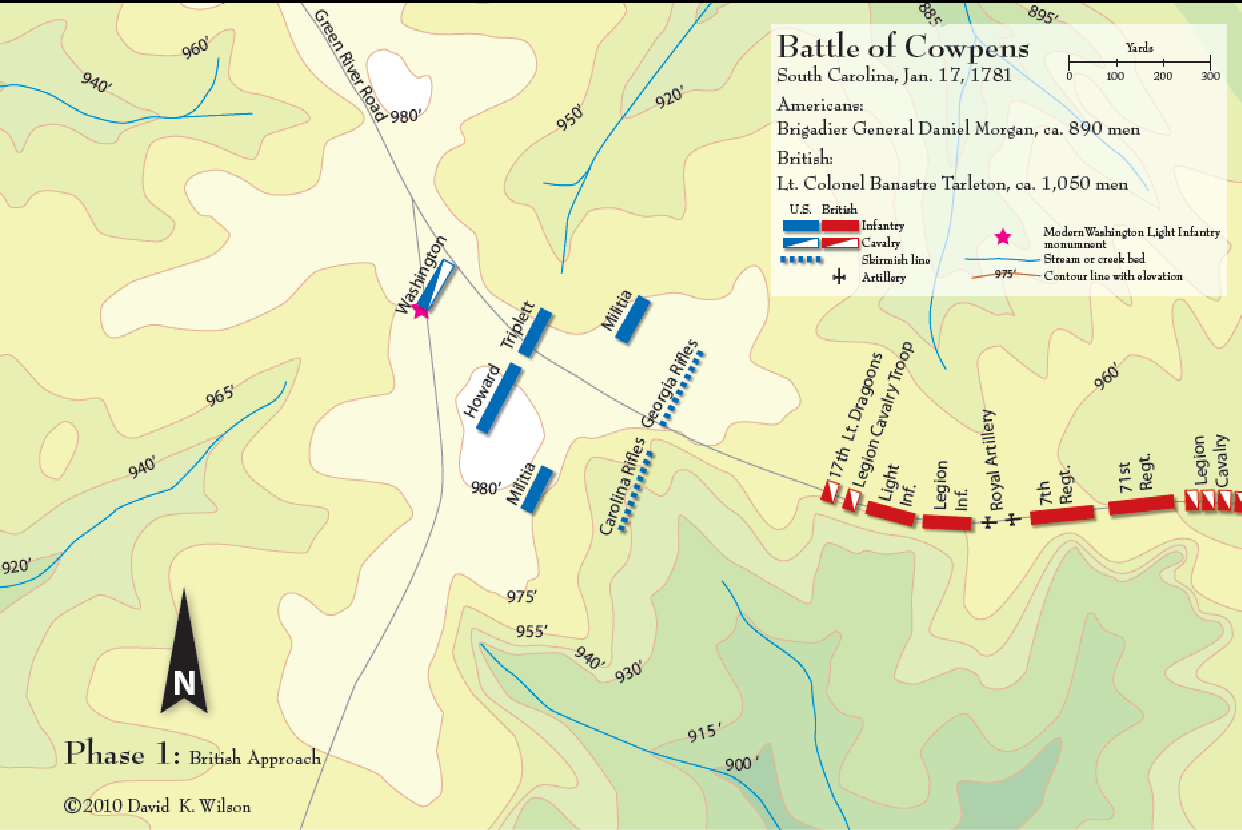 Battle of Cowpens
South Carolina, Jan. 17, 1781
Yards
0 100 200 300
Americans:
Brigadier General Daniel Morgan, ca. 890 men
British:
Lt. Colonel Banastre Tarleton, ca. 1,050 men
U.S. British
Infantry
Cavalry
Skirmish line
Artillery
Modern Washington Light Infantry
monumnent
Stream or creek bed
975' Contour line with elevation
885'
895'
Green River Road
960'
940'
980'
950'
920'
Washington
Triplett
Militia
Howard
Georgia Rifles
Carolina Rifles
Militia
980'
965'
940'
920'
17th Lt. Dragoons
Legion Cavalry Troop
Light
Inf.
Legion
Inf.
Royal Artillery
7th
Regt.
71st
Regt.
Legion
Cavalry
960'
975'
955'
940'
930'
915'
900'
N
Phase 1: British Approach
©2010 David K. Wilson